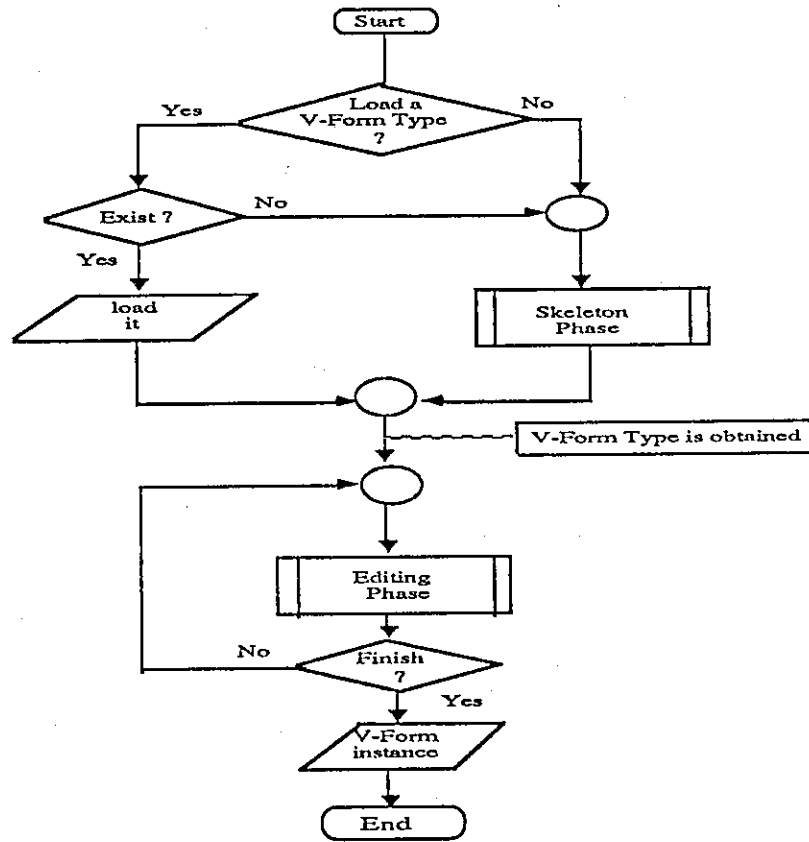 Start
Load a
V-Form Type
?
Yes
No
Exist ?
No
Yes
load
it
Skeleton
Phase
V-Form Type is obtained
Editing
Phase
No
Finish
?
Yes
V-Form
instance
End